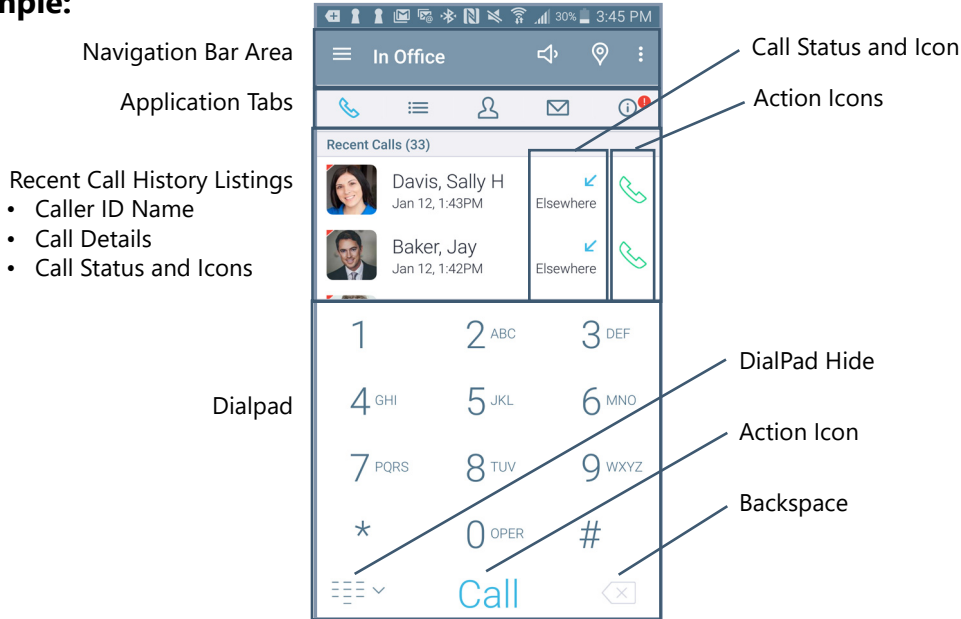 mple:
30% 3:45 PM
Navigation Bar Area
In Office
Call Status and Icon
Application Tabs
Action Icons
Recent Calls (33)
Recent Call History Listings
• Caller ID Name
• Call Details
• Call Status and Icons
Davis, Sally H
Jan 12, 1:43PM
Elsewhere
Baker, Jay
Jan 12, 1:42PM
Elsewhere
1 2 ABC 3 DEF
DialPad Hide
Dialpad
4 GHI 5 JKL 6 MNO
Action Icon
7 PQRS 8 TUV 9 WXYZ
Backspace
* 0 OPER #
Call